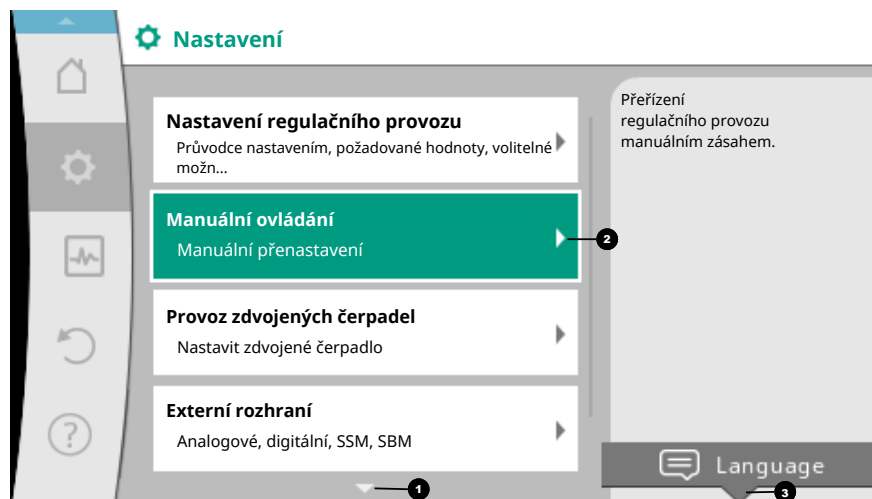 Nastavení
Nastavení regulačního provozu
Průvodce nastavením, požadované hodnoty, volitelné
možn...
Manuální ovládání
Manuální přenastavení
2
Provoz zdvojených čerpadel
Nastavit zdvojené čerpadlo
Externí rozhraní
Analogové, digitální, SSM, SBM
1
Přeřízení
regulačního provozu
manuálním zásahem.
?
Language
3